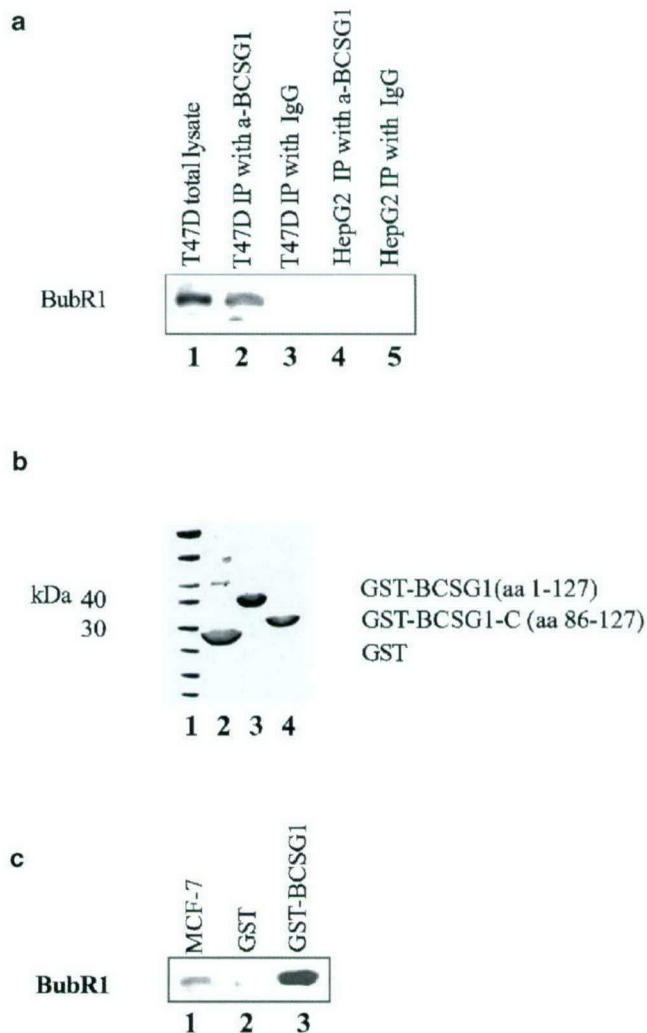 a
T47D total lysate
T47D IP with a-BCSG1
T47D IP with IgG
HepG2 IP with a-BCSG1
HepG2 IP with IgG
BubR1
1 2 3 4 5
b
kDa 40
30
GST-BCSG1(aa 1-127)
GST-BCSG1-C (aa 86-127)
GST
1 2 3 4
c
MCF-7
GST
GST-BCSG1
BubR1
1 2 3